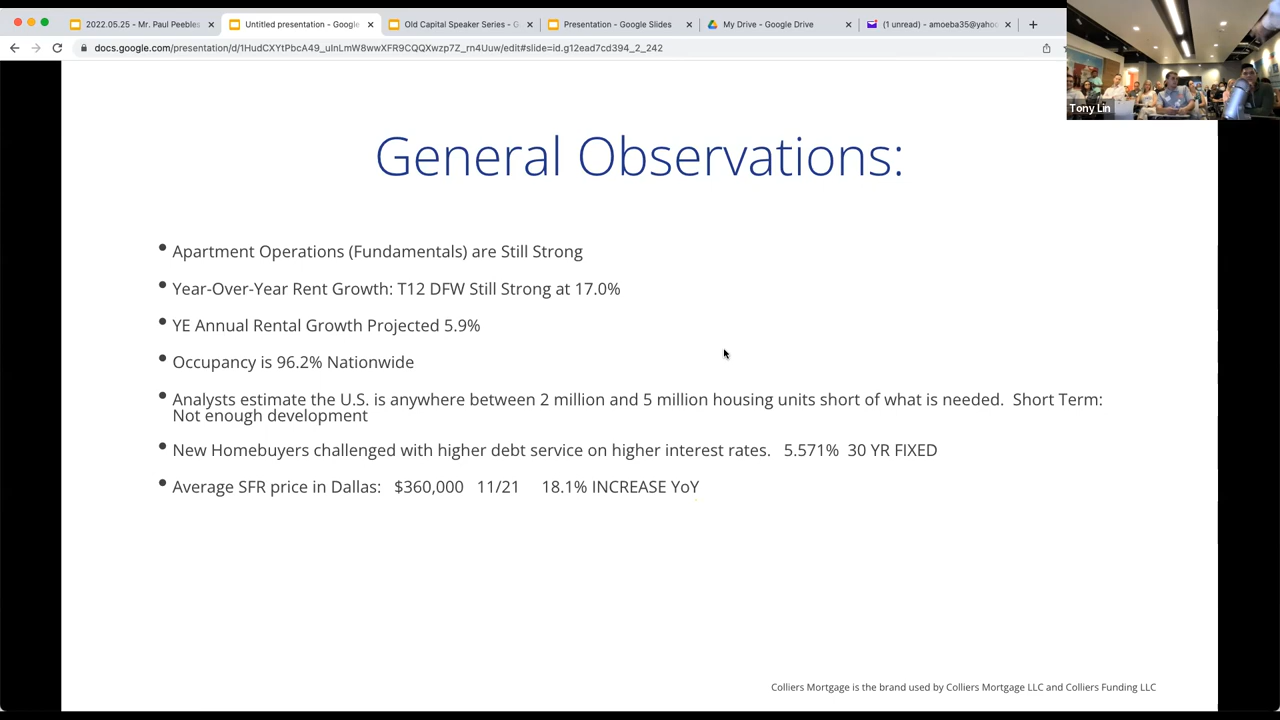 2022.05.25 - Mr. Paul Peebles
Untitled presentation - Google
Old Capital Speaker Series - G
Presentation - Google Slides
My Drive - Google Drive
(1 unread) - amoeba35@yahoo
docs.google.com/presentation/d/1HudCXYtPbcA49_uInLmW8wwXFR9CQQXwzp7Z_rn4Uuw/edit#slide=id.g12ead7cd394_2_242
Tony Lin
General Observations:
• Apartment Operations (Fundamentals) are Still Strong
• Year-Over-Year Rent Growth: T12 DFW Still Strong at 17.0%
• YE Annual Rental Growth Projected 5.9%
• Occupancy is 96.2% Nationwide
• Analysts estimate the U.S. is anywhere between 2 million and 5 million housing units short of what is needed. Short Term:
Not enough development
• New Homebuyers challenged with higher debt service on higher interest rates. 5.571% 30 YR FIXED
• Average SFR price in Dallas: $360,000 11/21 18.1% INCREASE YoY
Colliers Mortgage is the brand used by Colliers Mortgage LLC and Colliers Funding LLC